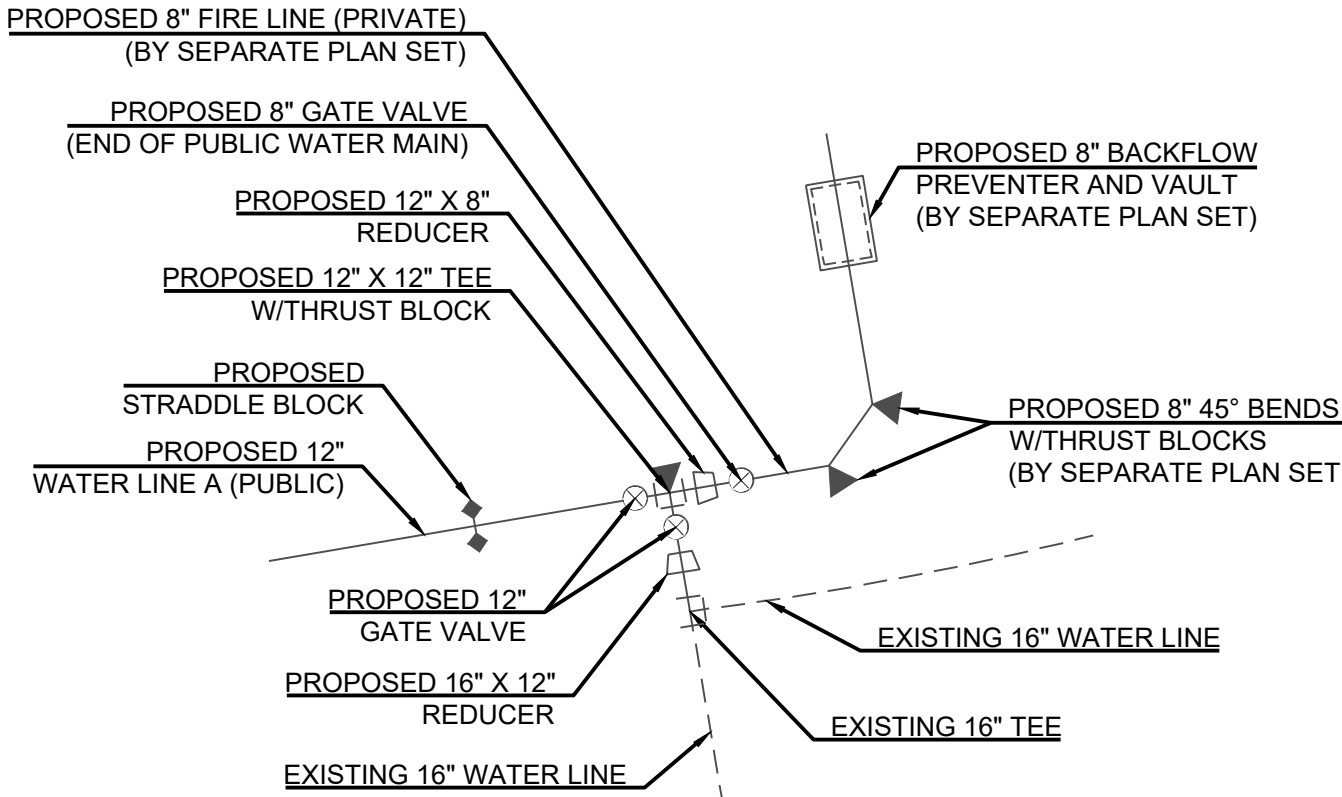 PROPOSED 8" FIRE LINE (PRIVATE)
(BY SEPARATE PLAN SET)
PROPOSED 8" GATE VALVE
(END OF PUBLIC WATER MAIN)
PROPOSED 12" X 8"
REDUCER
PROPOSED 12" X 12" TEE
W/THRUST BLOCK
PROPOSED
STRADDLE BLOCK
PROPOSED 12"
WATER LINE A (PUBLIC)
PROPOSED 12"
GATE VALVE
PROPOSED 16" X 12"
REDUCER
EXISTING 16" WATER LINE
PROPOSED 8" BACKFLOW
PREVENTER AND VAULT
(BY SEPARATE PLAN SET)
PROPOSED 8" 45° BENDS
W/THRUST BLOCKS
(BY SEPARATE PLAN SET
EXISTING 16" WATER LINE
EXISTING 16" TEE